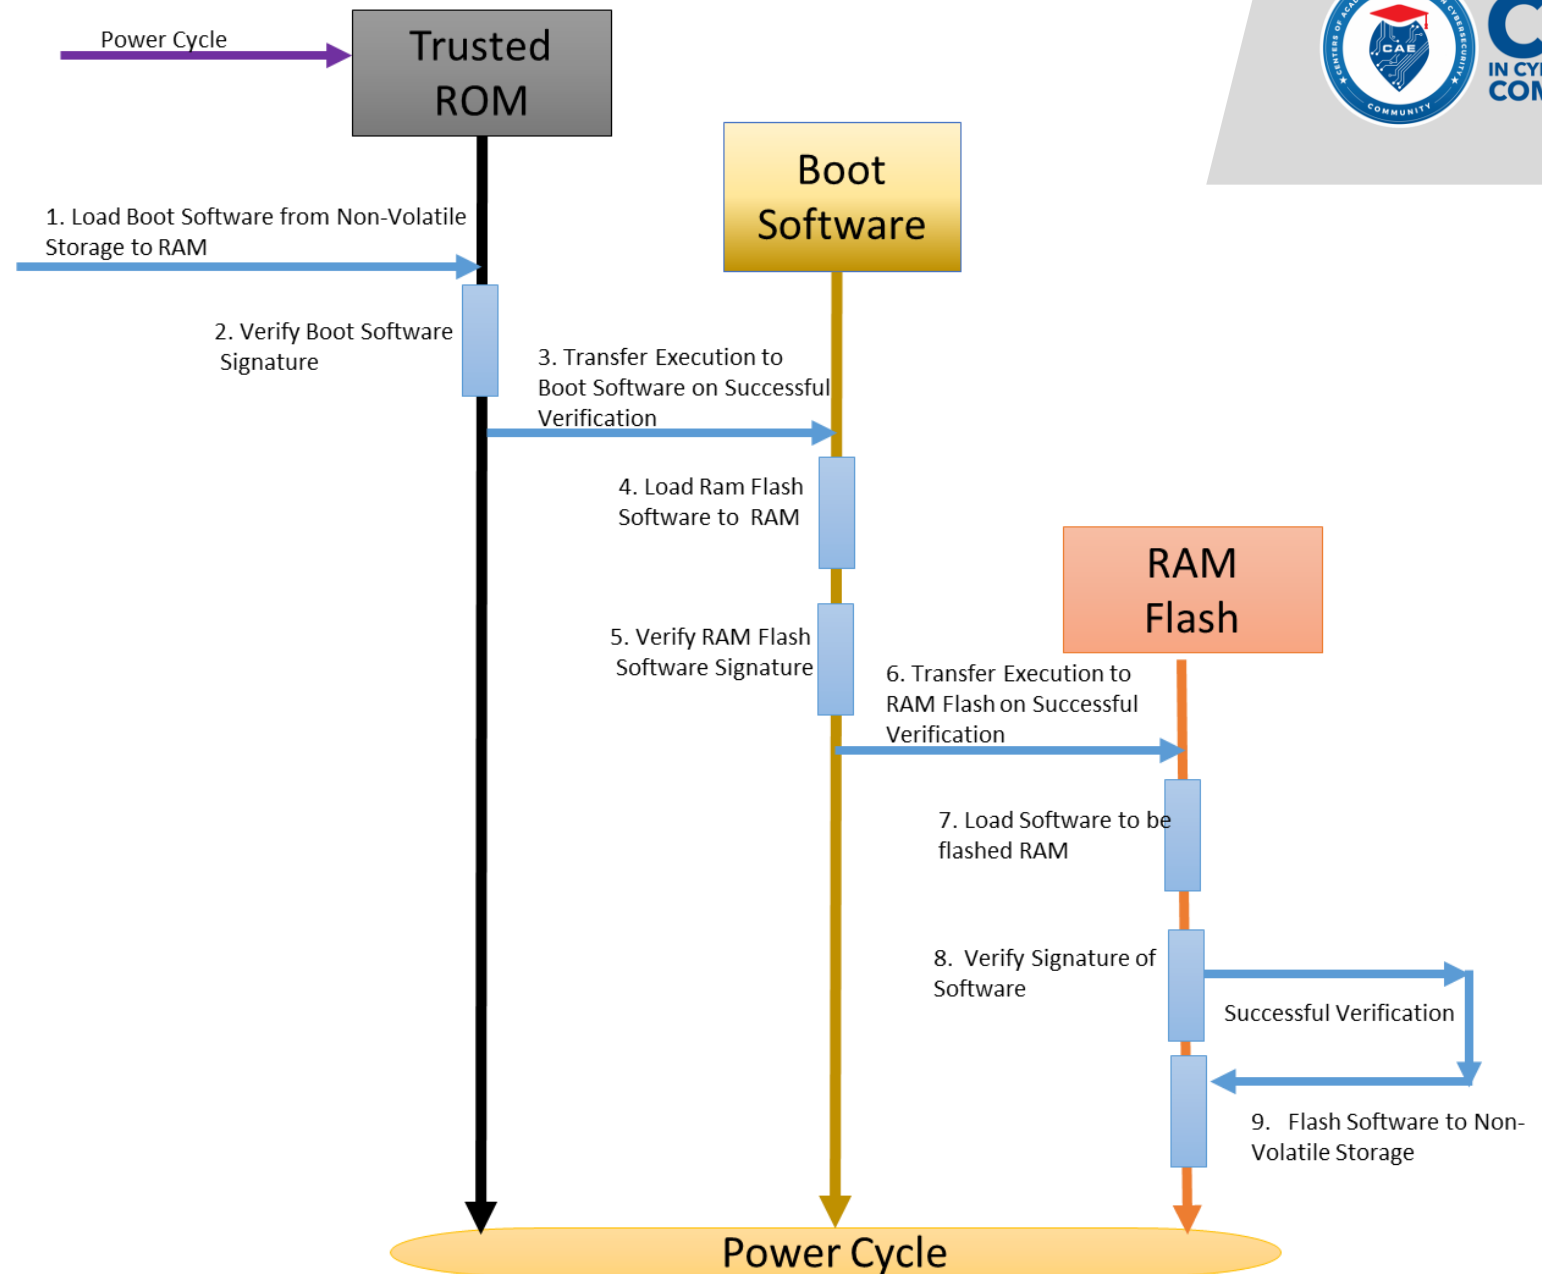 Power Cycle
Trusted
ROM
CAE
COMMUNITY
Boot
Software
1. Load Boot Software from Non-Volatile
Storage to RAM
2. Verify Boot Software
Signature
3. Transfer Execution to
Boot Software on Successful
Verification
4. Load Ram Flash
Software to RAM
RAM
Flash
5. Verify RAM Flash
Software Signature
6. Transfer Execution to
RAM Flash on Successful
Verification
7. Load Software to be
flashed RAM
8. Verify Signature of
Software
Successful Verification
9. Flash Software to Non-
Volatile Storage
Power Cycle